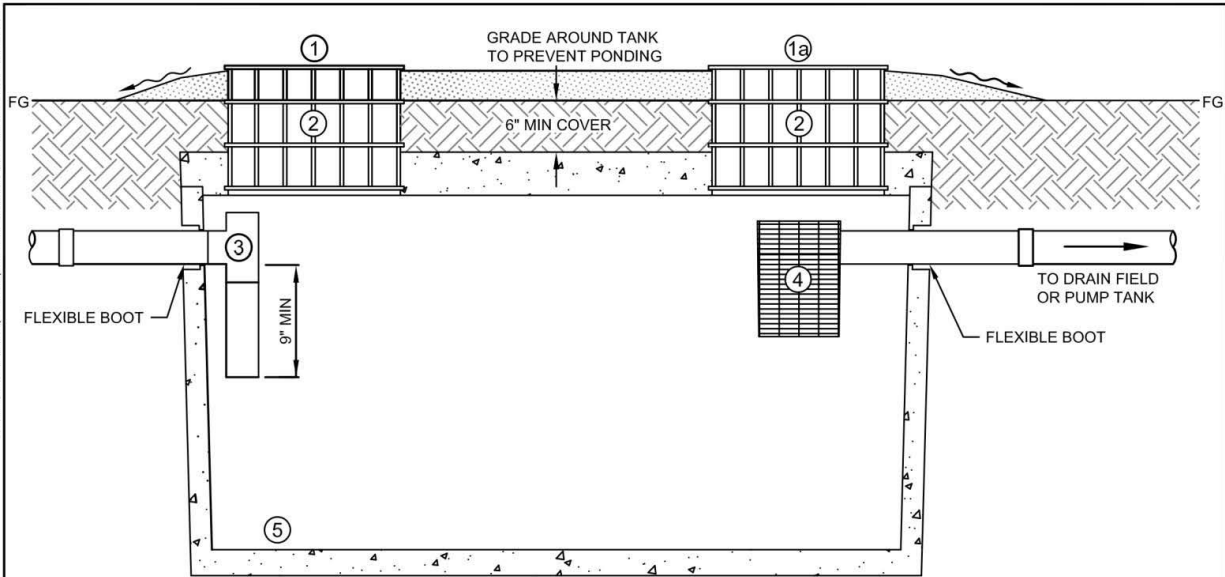 1
GRADE AROUND TANK
TO PREVENT PONDING
1a
FG
FG
2
6" MIN COVER
2
3
4
9" MIN
TO DRAIN FIELD
OR PUMP TANK
FLEXIBLE BOOT
FLEXIBLE BOOT
5